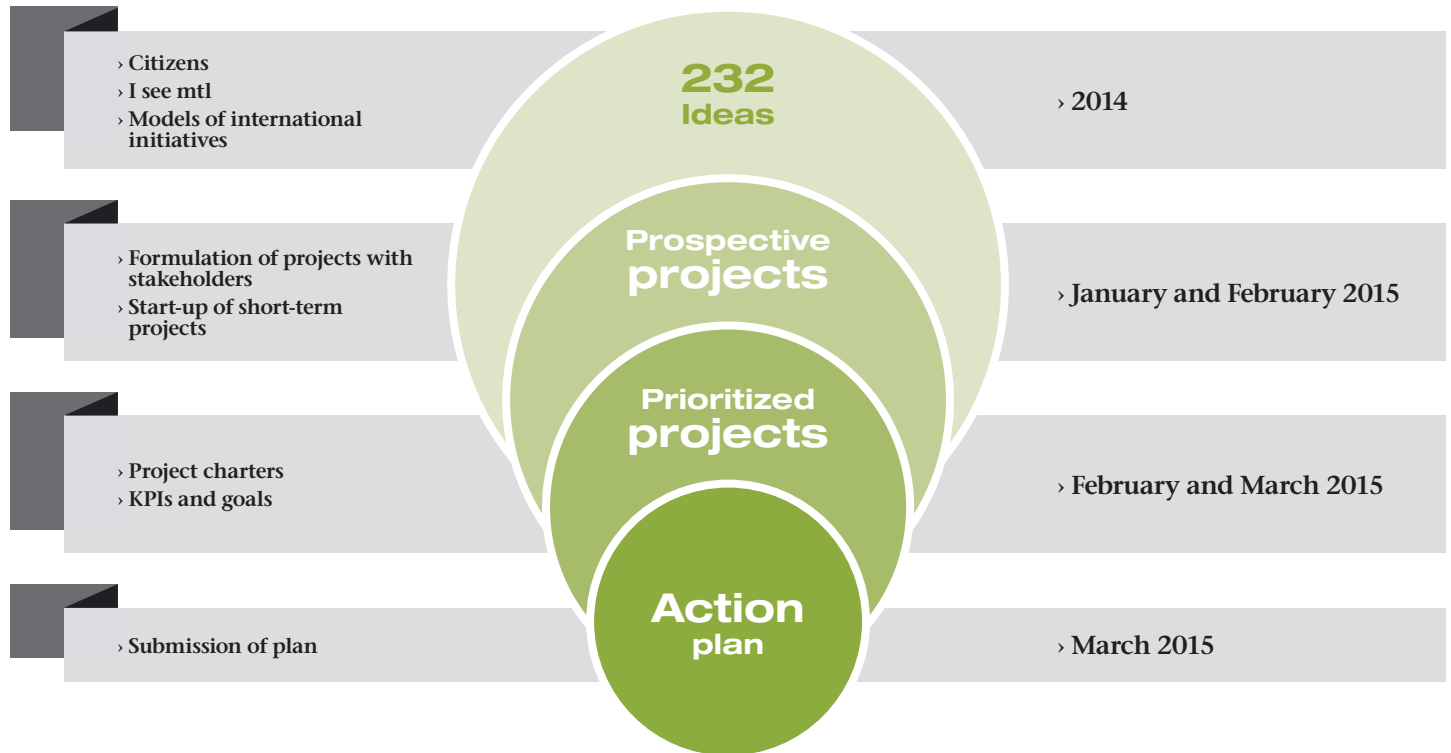 › Citizens
› I see mtl
› Models of international
initiatives
232
Ideas
› 2014
› Formulation of projects with
stakeholders
› Start-up of short-term
projects
Prospective
projects
› January and February 2015
› Project charters
› KPIs and goals
Prioritized
projects
› February and March 2015
› Submission of plan
Action
plan
› March 2015